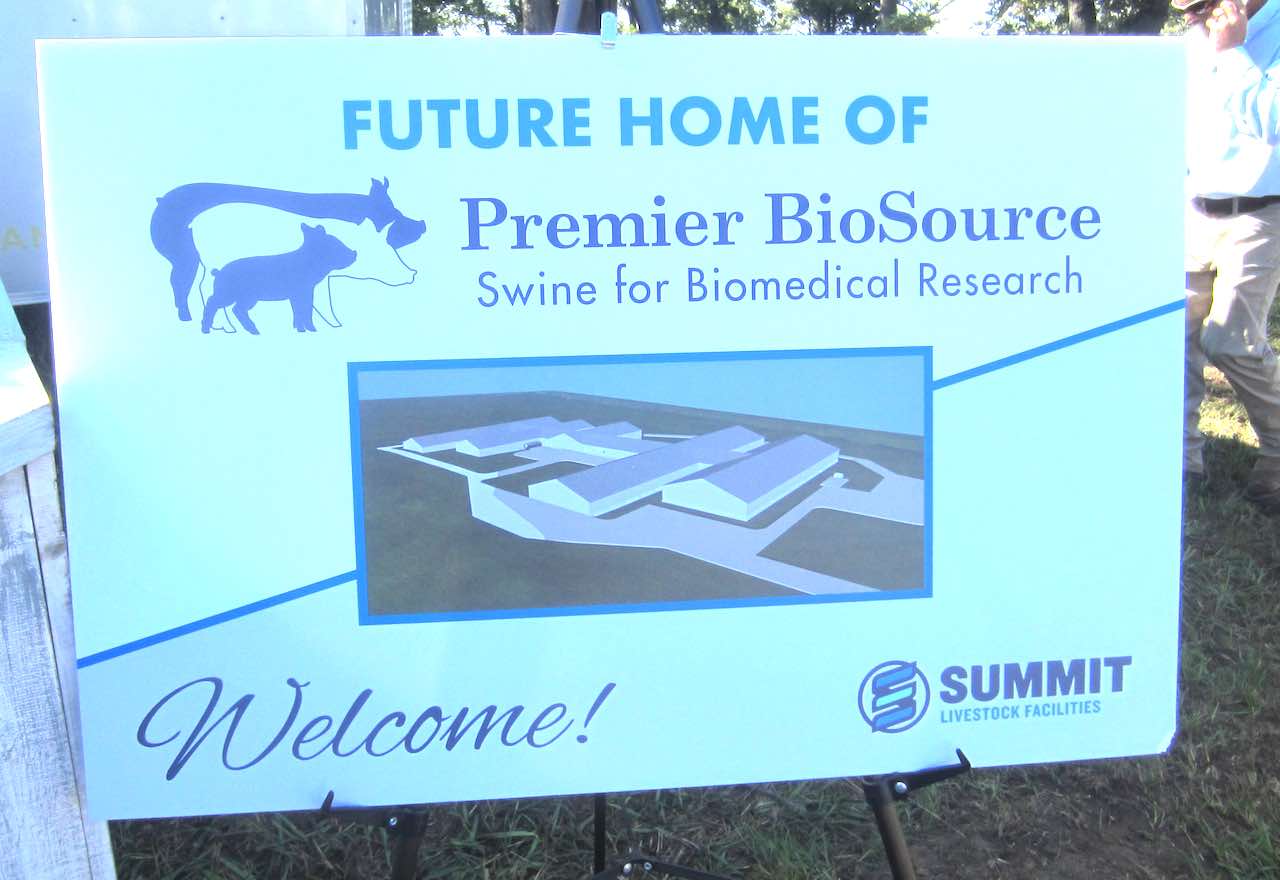 FUTURE HOME OF
Premier BioSource
Swine for Biomedical Research
Welcome!
SUMMIT
LIVESTOCK FACILITIES